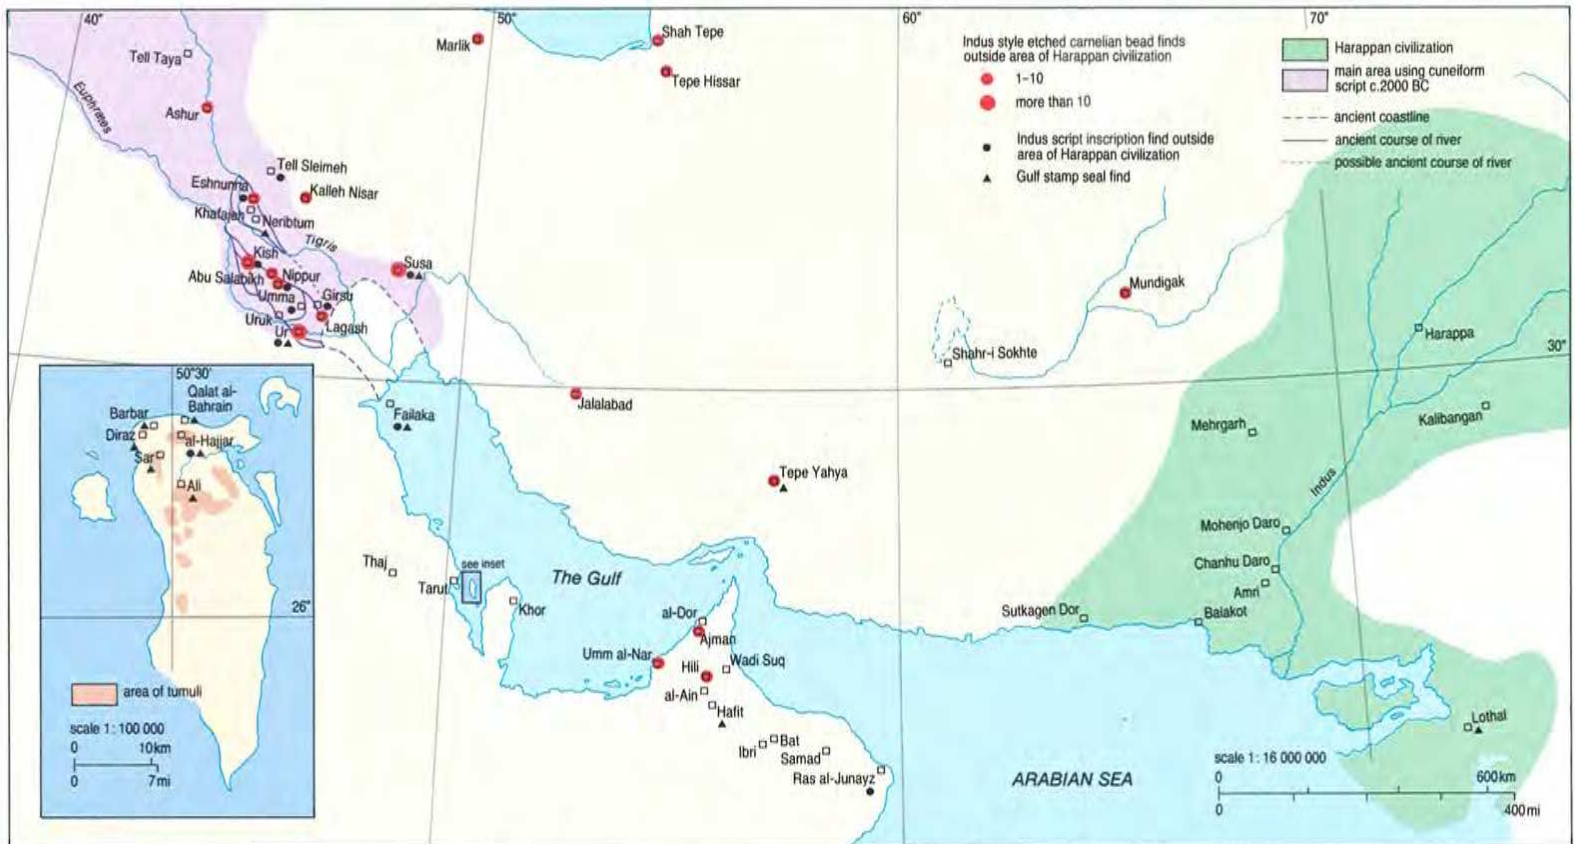 40°
50°
60°
70°
Tell Taya
Marlik
Shah Tepe
Tepe Hissar
Euphrates
Ashur
Tell Sleimeh
Eshnunna
Kalleh Nisar
Khafajeh
Neribtum
Tigris
Kish
Susa
Abu Salabikh
Nippur
Umma
Girsu
Uruk
Ur
Lagash
Indus style etched carnelian bead finds
outside area of Harappan civilization
1–10
more than 10
Indus script inscription find outside
area of Harappan civilization
Gulf stamp seal find
Harappan civilization
main area using cuneiform
script c.2000 BC
ancient coastline
ancient course of river
possible ancient course of river
Mundigak
Harappa
Shahr-i Sokhte
30°
Jalalabad
Failaka
Mehrgarh
Kalibangan
Tepe Yahya
Indus
Mohenjo Daro
Chanhu Daro
Amri
Sutkagen Dor
Balakot
Thaj
Tarut
see inset
Khor
The Gulf
al-Dor
Ajman
Umm al-Nar
Hili
Wadi Suq
al-Ain
Hafit
Ibri
Bat
Samad
Ras al-Junayz
Lothal
ARABIAN SEA
scale 1: 16 000 000
0
600km
0
400mi
50°30'
Qalat al-
Bahrain
Barbar
Diraz
al-Hajjar
Sar
Ali
26°
area of tumuli
scale 1: 100 000
0
10km
0
7mi